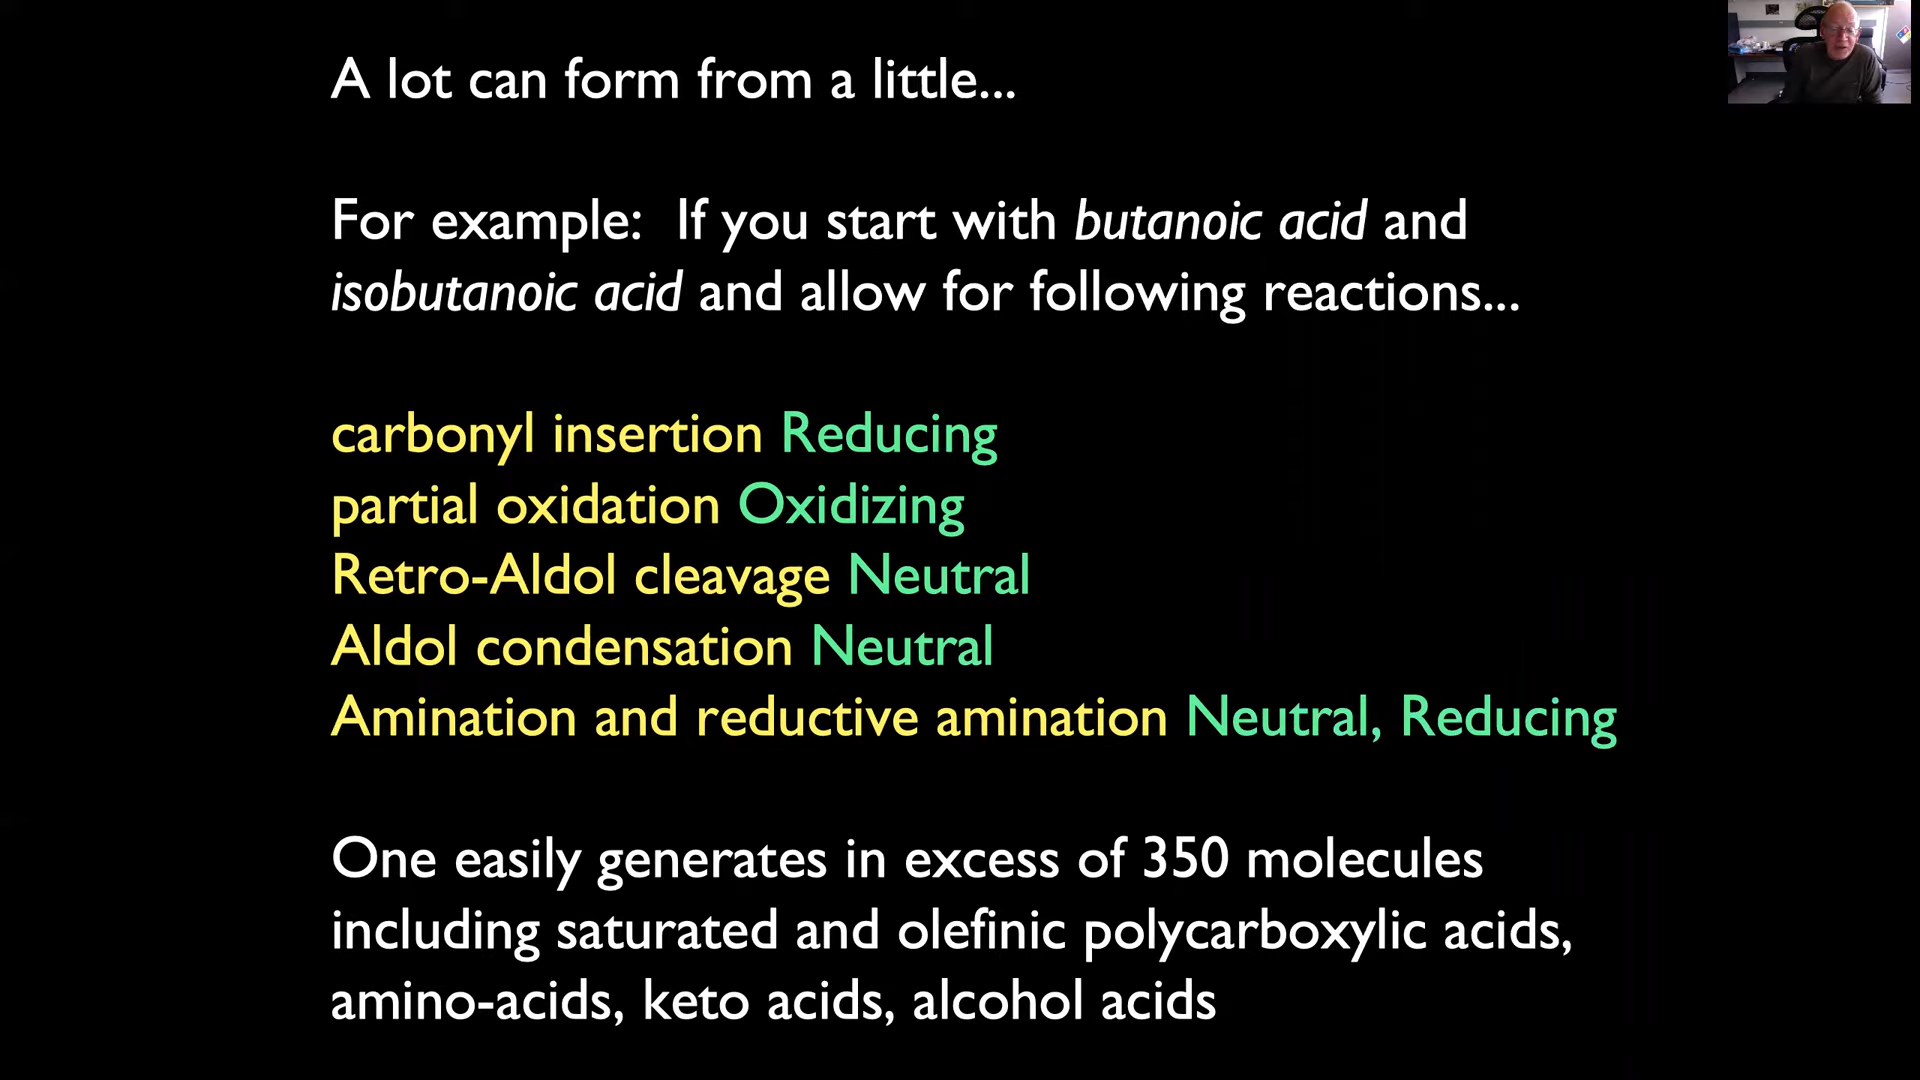 A lot can form from a little...
For example: If you start with butanoic acid and
isobutanoic acid and allow for following reactions...
carbonyl insertion Reducing
partial oxidation Oxidizing
Retro-Aldol cleavage Neutral
Aldol condensation Neutral
Amination and reductive amination Neutral, Reducing
One easily generates in excess of 350 molecules
including saturated and olefinic polycarboxylic acids,
amino-acids, keto acids, alcohol acids